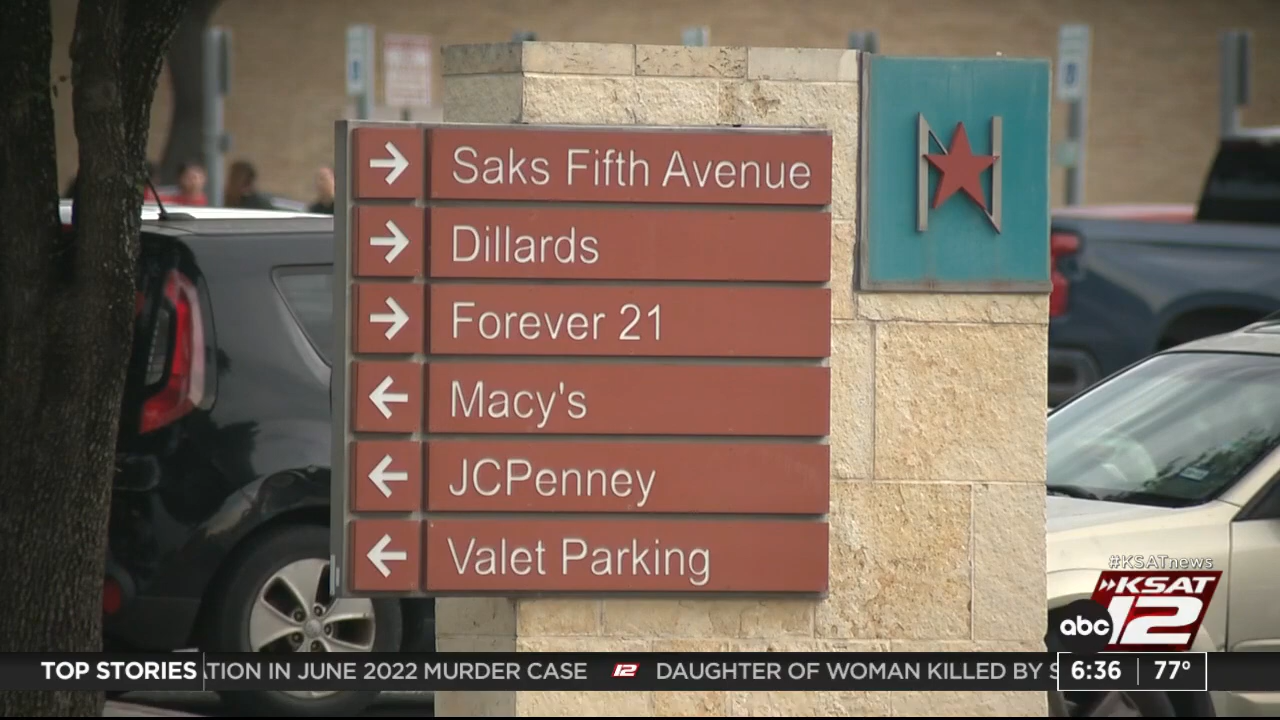 Saks Fifth Avenue
Dillards
Forever 21
Macy's
JCPenney
Valet Parking
N
#KSATnews
KSAT
abc 12
TOP STORIES TION IN JUNE 2022 MURDER CASE 12 DAUGHTER OF WOMAN KILLED BY S 6:36 77°